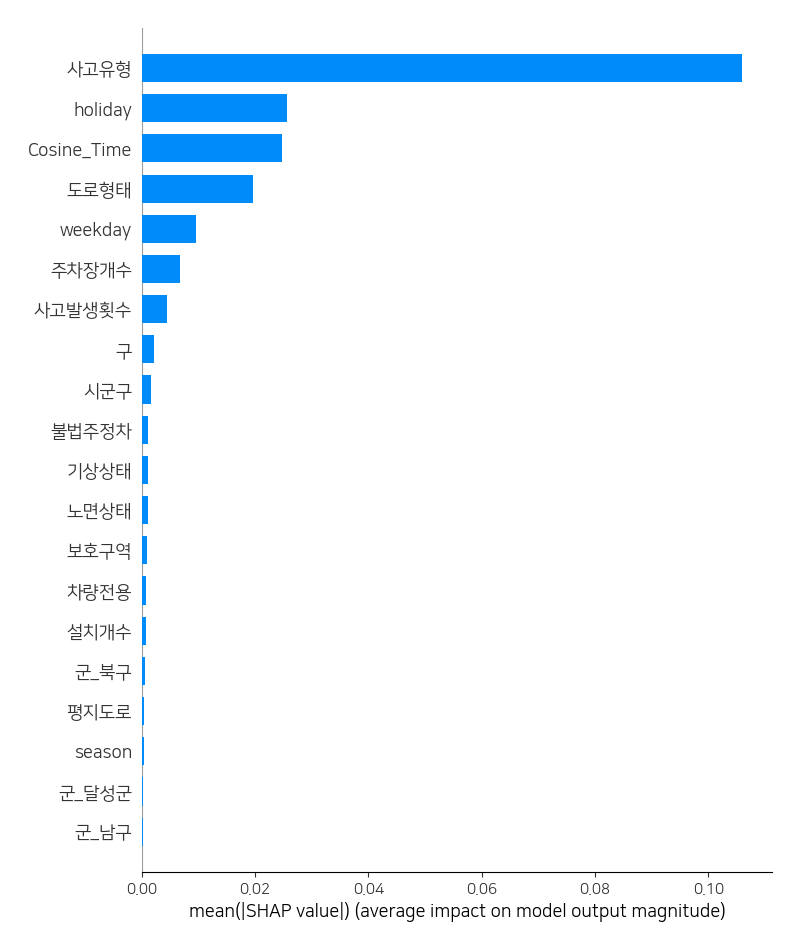 사고유형
holiday
Cosine_Time
도로형태
weekday
주차장개수
사고발생횟수
구
시군구
불법주정차
기상상태
노면상태
보호구역
차량전용
설치개수
군_북구
평지도로
season
군_달성군
군_남구
0.00 0.02 0.04 0.06 0.08 0.10
mean(|SHAP value|) (average impact on model output magnitude)